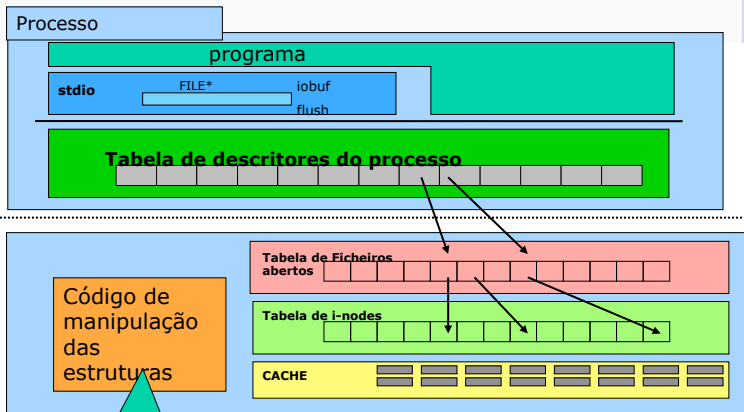 Processo
programa
stdio
FILE*
iobuf
flush
Tabela de descritores do processo
Tabela de Ficheiros
abertos
Código de
manipulação
das
estruturas
Tabela de i-nodes
CACHE